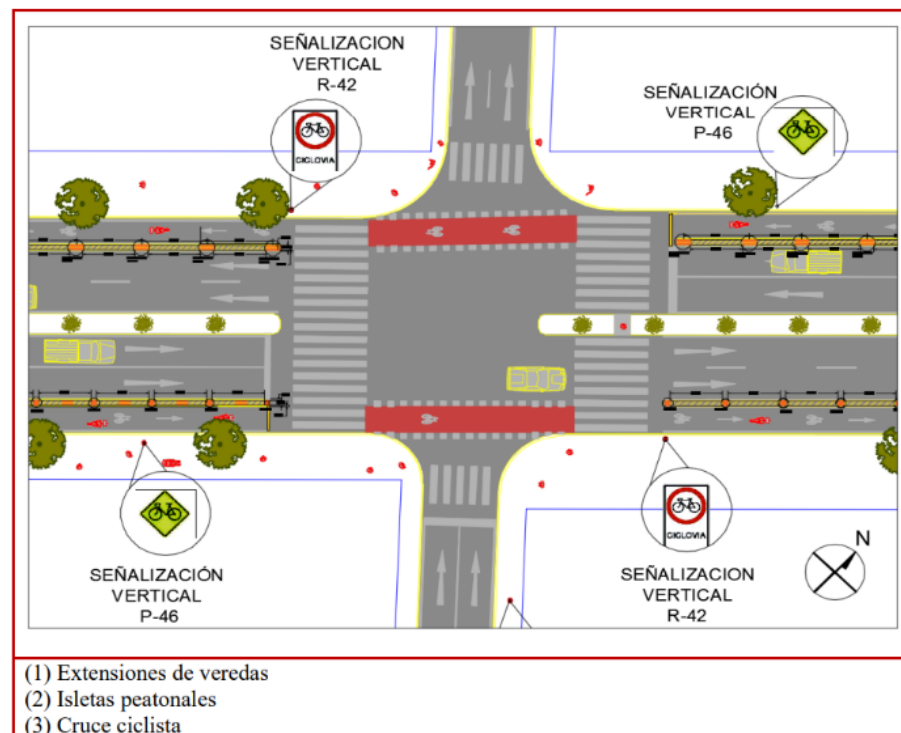 SEÑALIZACION
VERTICAL
R-42
CICLOVIA
SEÑALIZACIÓN
VERTICAL
P-46
SEÑALIZACIÓN
VERTICAL
P-46
CICLOVIA
SEÑALIZACION
VERTICAL
R-42
N
(1) Extensiones de veredas
(2) Isletas peatonales
(3) Cruce ciclista